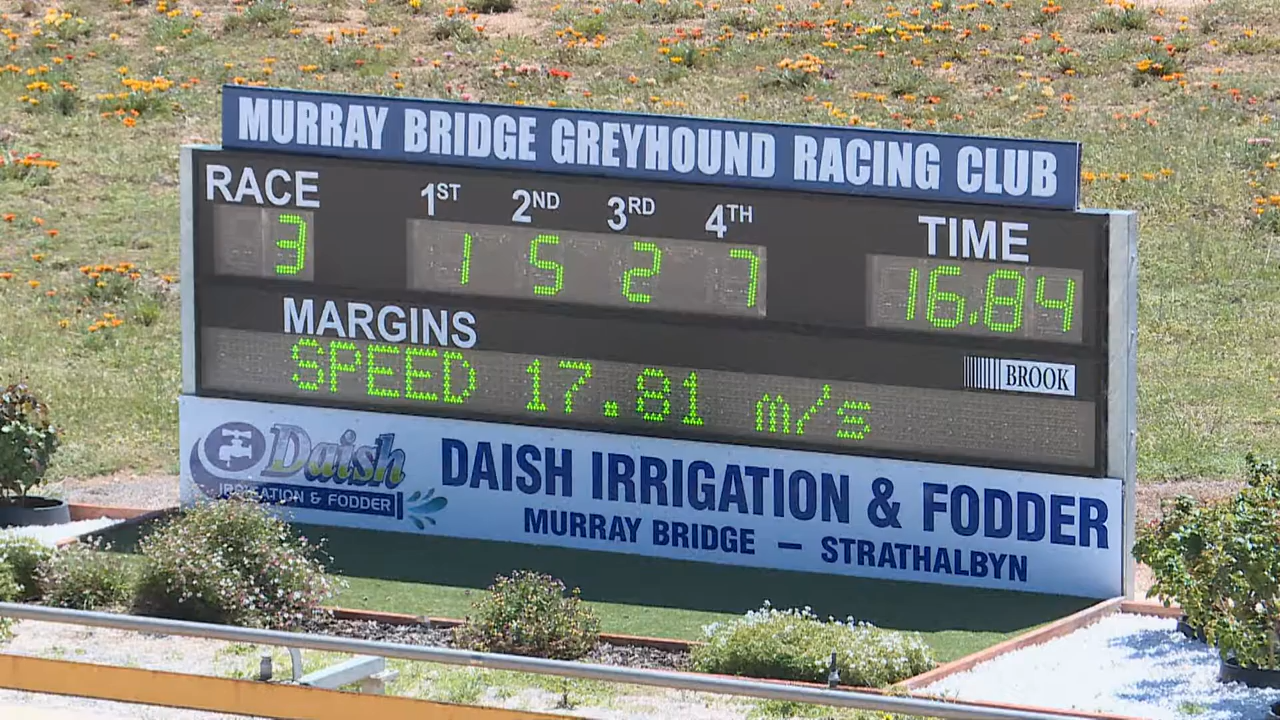 MURRAY BRIDGE GREYHOUND RACING CLUB
RACE 1ST 2ND 3RD 4TH TIME
3 1 5 2 7 16.84
MARGINS
SPEED 17.81 m/s
BROOK
Daish
IRRIGATION & FODDER
DAISH IRRIGATION & FODDER
MURRAY BRIDGE – STRATHALBYN